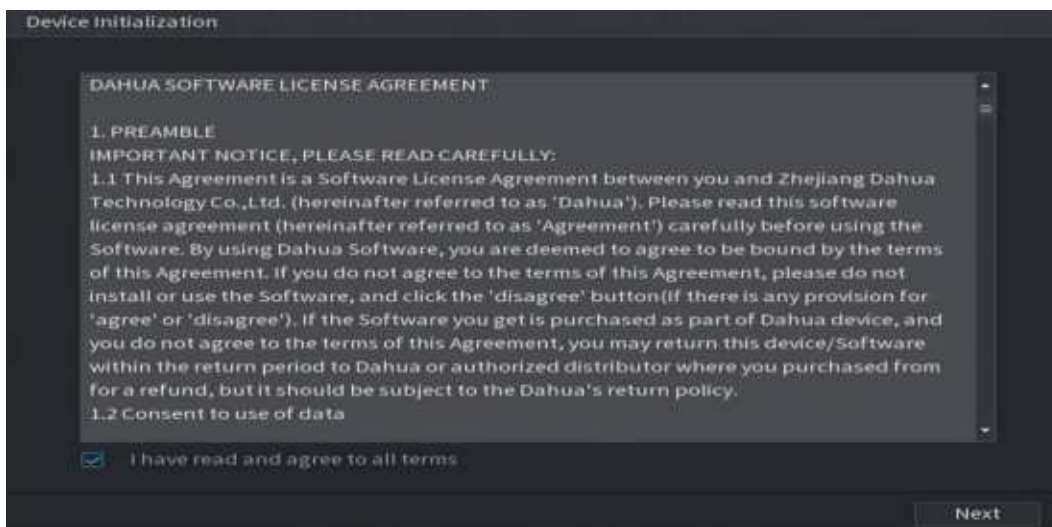 Device Initialization
DAHUA SOFTWARE LICENSE AGREEMENT
1. PREAMBLE
IMPORTANT NOTICE, PLEASE READ CAREFULLY:
1.1 This Agreement is a Software License Agreement between you and Zhejiang Dahua
Technology Co.,Ltd. (hereinafter referred to as 'Dahua'). Please read this software
license agreement (hereinafter referred to as 'Agreement') carefully before using the
Software. By using Dahua Software, you are deemed to agree to be bound by the terms
of this Agreement. If you do not agree to the terms of this Agreement, please do not
install or use the Software, and click the 'disagree' button(if there is any provision for
'agree' or 'disagree'). If the Software you get is purchased as part of Dahua device, and
you do not agree to the terms of this Agreement, you may return this device/Software
within the return period to Dahua or authorized distributor where you purchased from
for a refund, but it should be subject to the Dahua's return policy.
1.2 Consent to use of data
I have read and agree to all terms
Next